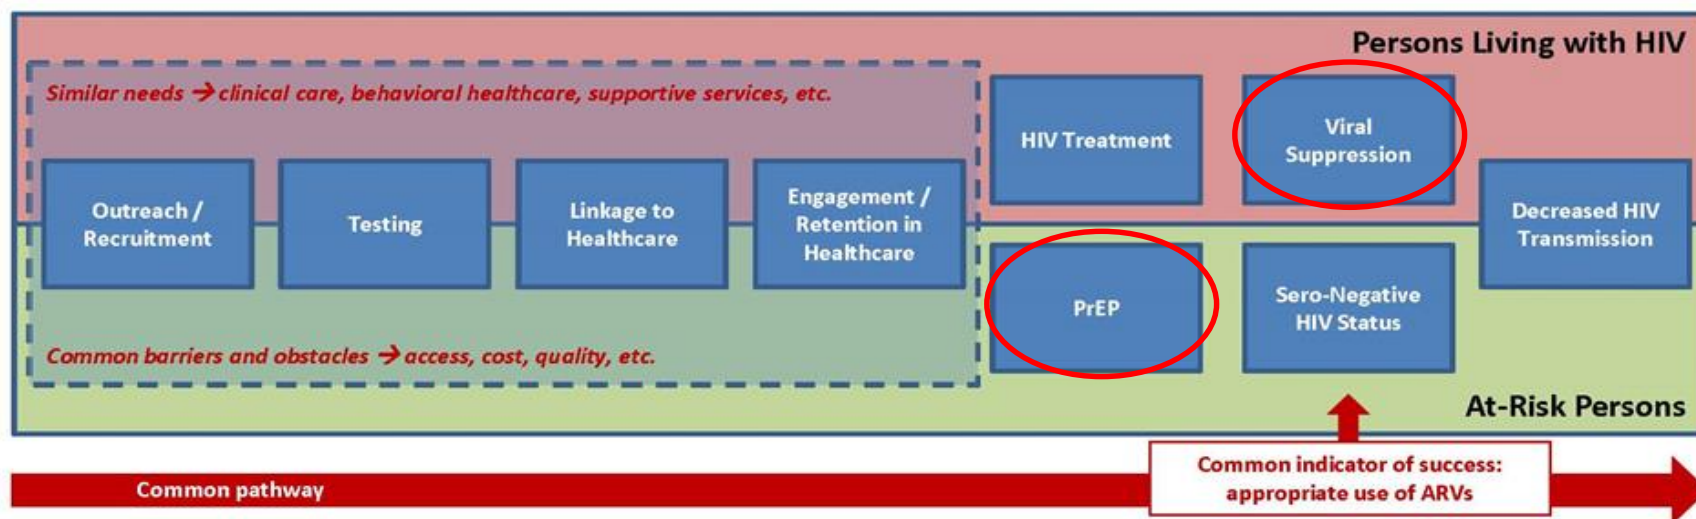 Persons Living with HIV
Similar needs → clinical care, behavioral healthcare, supportive services, etc.
Outreach /
Recruitment
Testing
Linkage to
Healthcare
Engagement /
Retention in
Healthcare
HIV Treatment
Viral
Suppression
PrEP
Sero-Negative
HIV Status
Decreased HIV
Transmission
Common barriers and obstacles → access, cost, quality, etc.
At-Risk Persons
Common pathway
Common indicator of success:
appropriate use of ARVs